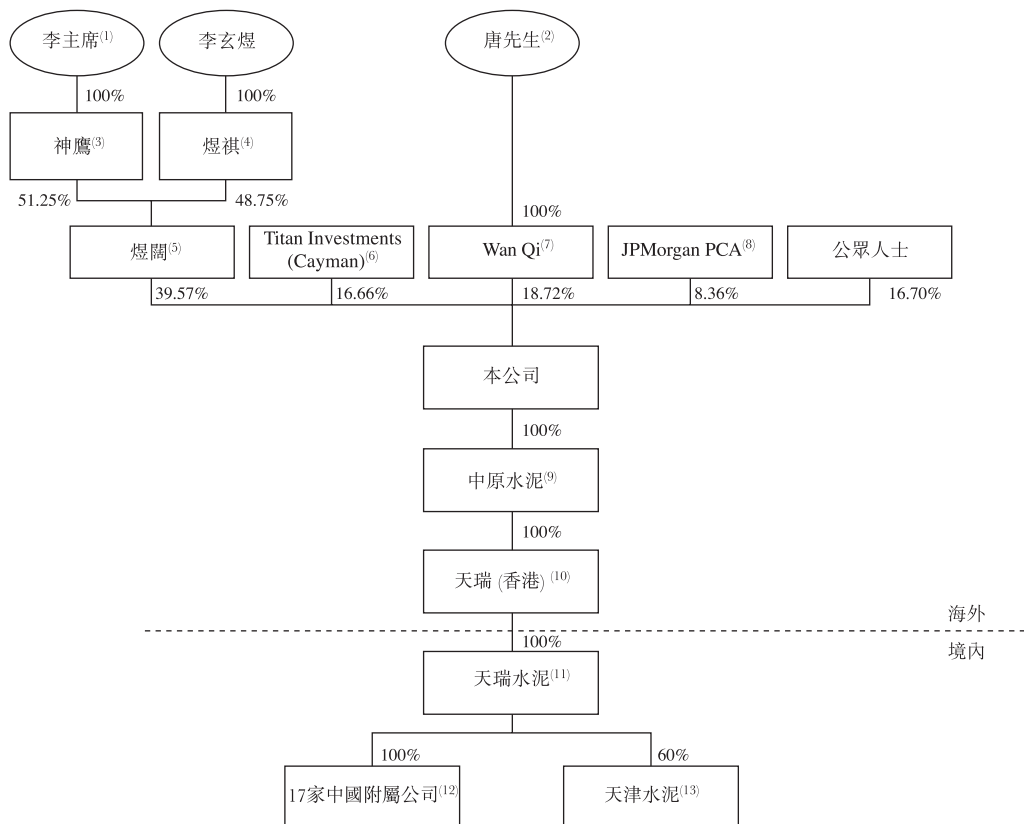 李主席(1)
李玄煜
唐先生(2)
100%
100%
神鷹(3)
煜祺(4)
51.25%
48.75%
100%
煜闊(5)
Titan Investments
(Cayman)(6)
Wan Qi(7)
JPMorgan PCA(8)
公眾人士
39.57%
16.66%
18.72%
8.36%
16.70%
本公司
100%
中原水泥(9)
100%
天瑞 (香港) (10)
海外
100%
境內
天瑞水泥(11)
100%
60%
17家中國附屬公司(12)
天津水泥(13)